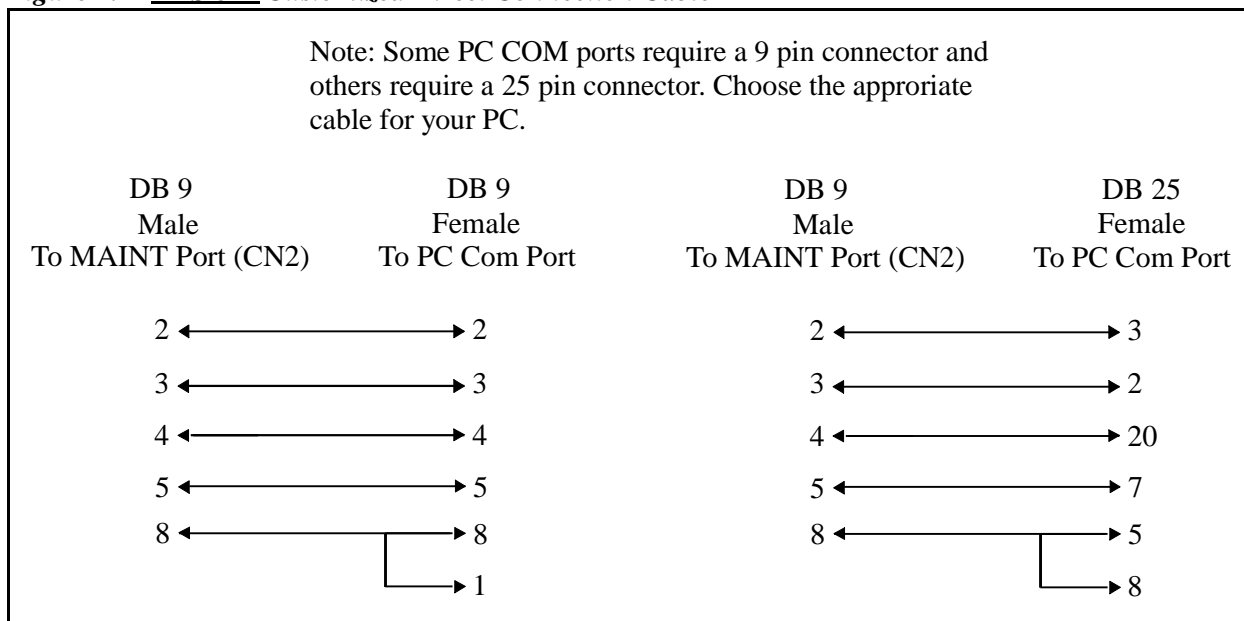 Note: Some PC COM ports require a 9 pin connector and
others require a 25 pin connector. Choose the approriate
cable for your PC.
DB 9
Male
To MAINT Port (CN2)
DB 9
Female
To PC Com Port
2 2
3 3
4 4
5 5
8 8
1
DB 9
Male
To MAINT Port (CN2)
DB 25
Female
To PC Com Port
2 3
3 2
4 20
5 7
8 5
8